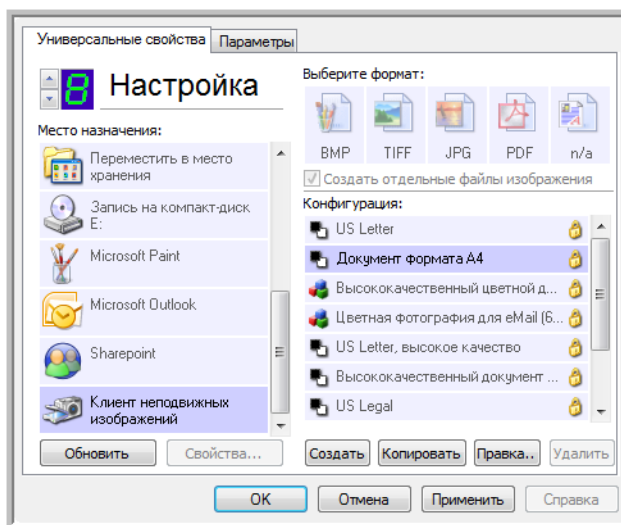 Универсальные свойства
Параметры
8
Настройка
Место назначения:
Переместить в место
хранения
Запись на компакт-диск
E:
Microsoft Paint
Microsoft Outlook
Sharepoint
Клиент неподвижных
изображений
Обновить
Свойства...
Выберите формат:
BMP
TIFF
JPG
PDF
n/a
Создать отдельные файлы изображения
Конфигурация:
US Letter
Документ формата A4
Высококачественный цветной д...
Цветная фотография для eMail (6...
US Letter, высокое качество
Высококачественный документ ...
US Legal
Создать
Копировать
Правка..
Удалить
OK
Отмена
Применить
Справка